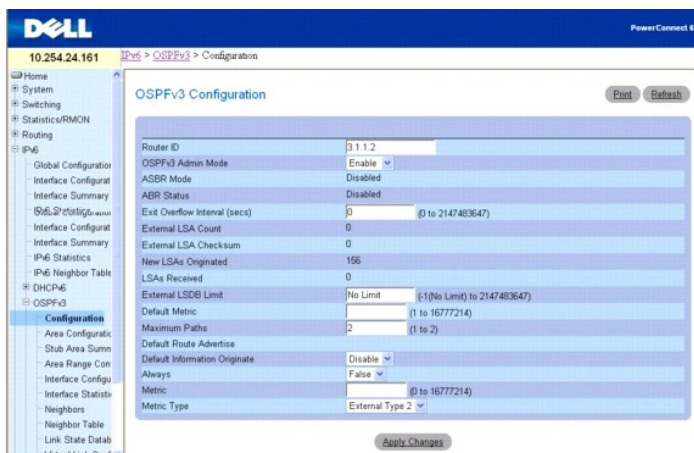 DELL
PowerConnect 6
10.254.24.161
IPv6 > OSPFv3 > Configuration
Home
System
Switching
Statistics/RMON
Routing
IPv6
Global Configuration
Interface Configurat
Interface Summary
Interface Configurat
Interface Summary
IPv6 Statistics
IPv6 Neighbor Table
DHCPv6
OSPFv3
Configuration
Area Configuratic
Stub Area Summ
Area Range Con
Interface Configu
Interface Statistic
Neighbors
Neighbor Table
Link State Datab
OSPFv3 Configuration
Print Refresh
Router ID 3.1.1.2
OSPFv3 Admin Mode Enable
ASBR Mode Disabled
ABR Status Disabled
Exit Overflow Interval (secs) 0 (0 to 2147483647)
External LSA Count 0
External LSA Checksum 0
New LSAs Originated 156
LSAs Received 0
External LSDB Limit No Limit (-1(No Limit) to 2147483647)
Default Metric (1 to 16777214)
Maximum Paths 2 (1 to 2)
Default Route Advertise
Default Information Originate Disable
Always False
Metric (0 to 16777214)
Metric Type External Type 2
Apply Changes